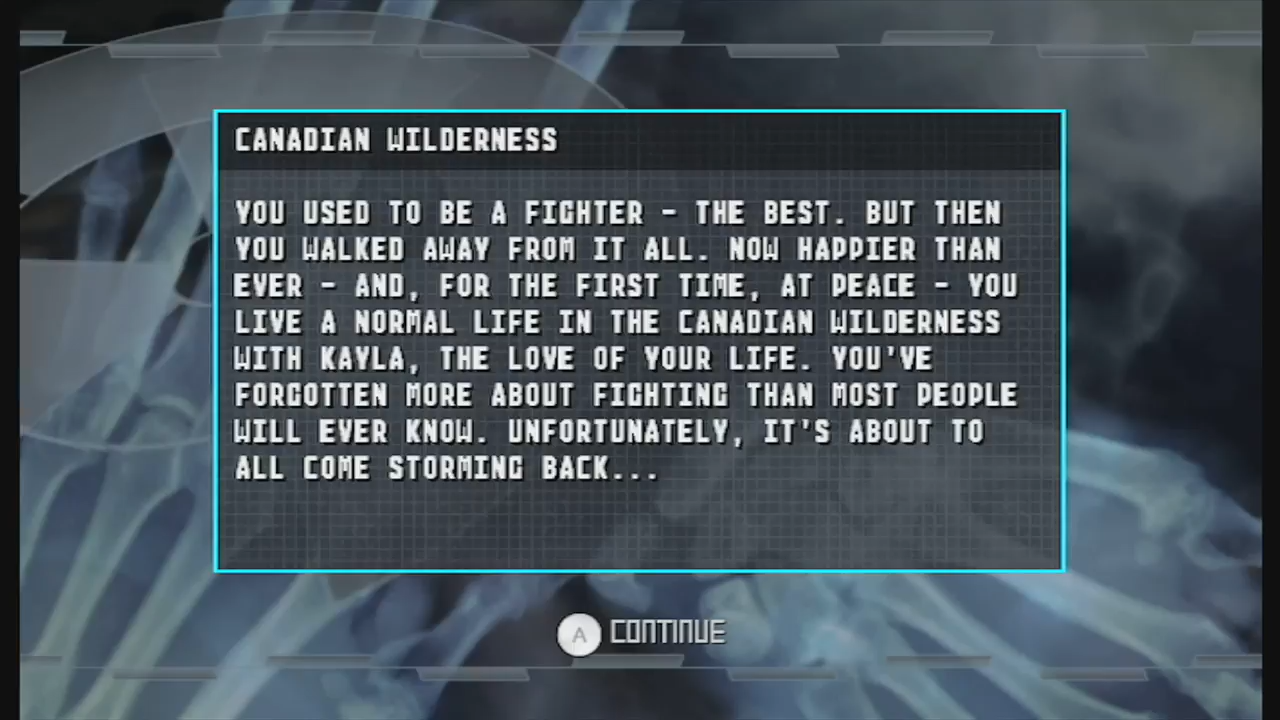 CANADIAN WILDERNESS
YOU USED TO BE A FIGHTER - THE BEST. BUT THEN
YOU WALKED AWAY FROM IT ALL. NOW HAPPIER THAN
EVER - AND, FOR THE FIRST TIME, AT PEACE - YOU
LIVE A NORMAL LIFE IN THE CANADIAN WILDERNESS
WITH KAYLA, THE LOVE OF YOUR LIFE. YOU'VE
FORGOTTEN MORE ABOUT FIGHTING THAN MOST PEOPLE
WILL EVER KNOW. UNFORTUNATELY, IT'S ABOUT TO
ALL COME STORMING BACK...
A CONTINUE